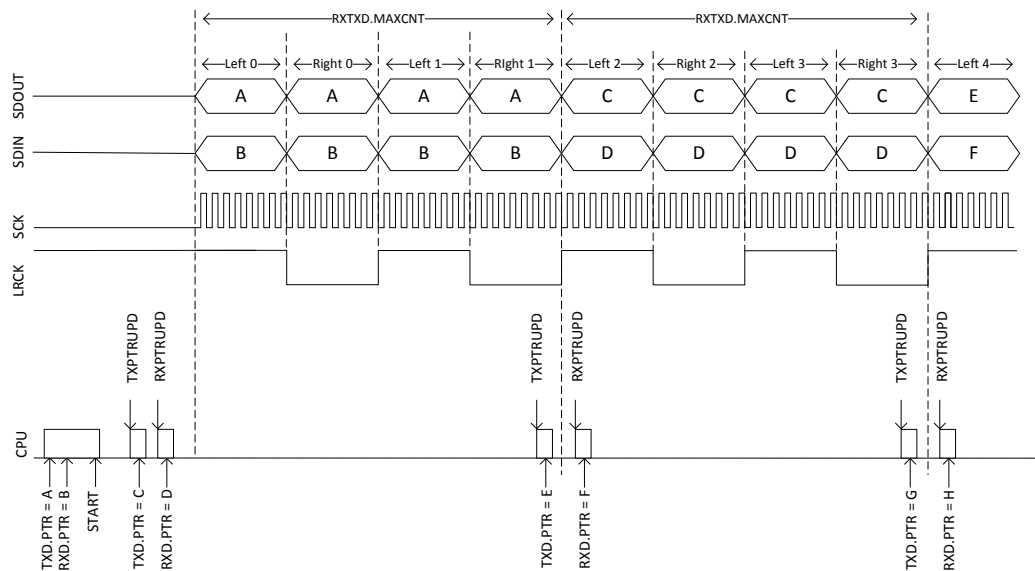 RXTXD.MAXCNT
RXTXD.MAXCNT
Left 0
Right 0
Left 1
RIght 1
Left 2
Right 2
Left 3
Right 3
Left 4
SDOUT
A
A
A
A
C
C
C
C
E
SDIN
B
B
B
B
D
D
D
D
F
SCK
LRCK
TXPTRUPD
RXPTRUPD
TXPTRUPD
RXPTRUPD
TXPTRUPD
RXPTRUPD
CPU
TXD.PTR = A
RXD.PTR = B
START
TXD.PTR = C
RXD.PTR = D
TXD.PTR = E
RXD.PTR = F
TXD.PTR = G
RXD.PTR = H